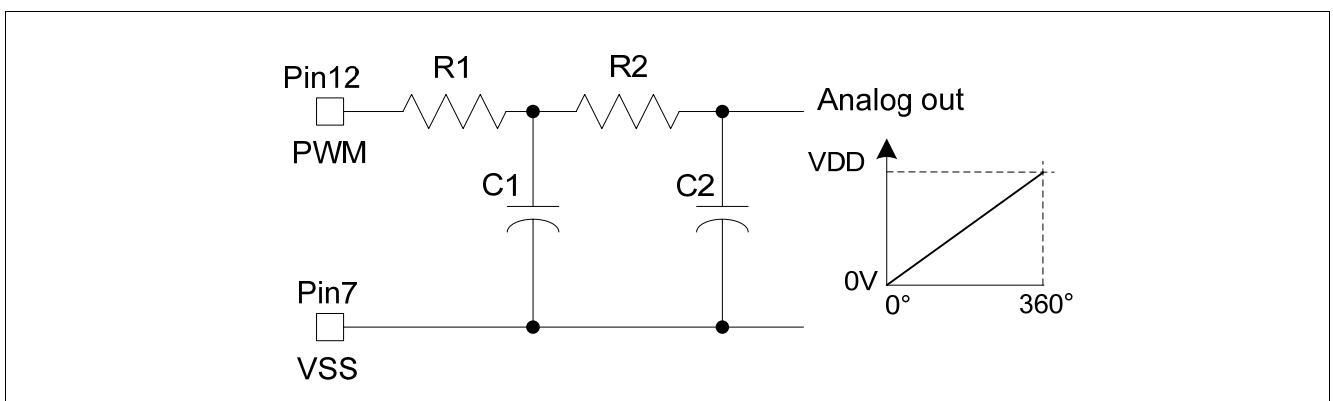 Pin12
R1
R2
Analog out
PWM
VDD
C1
C2
0V
0°
360°
Pin7
VSS